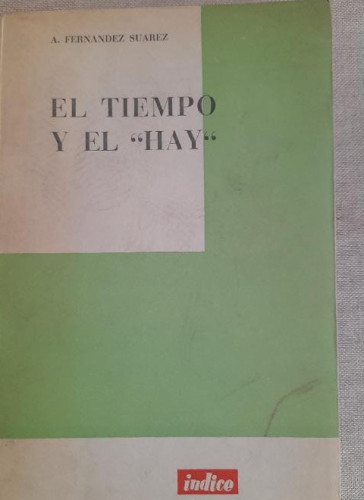 A. FERNANDEZ SUAREZ
EL TIEMPO
Y EL “HAY“
indice